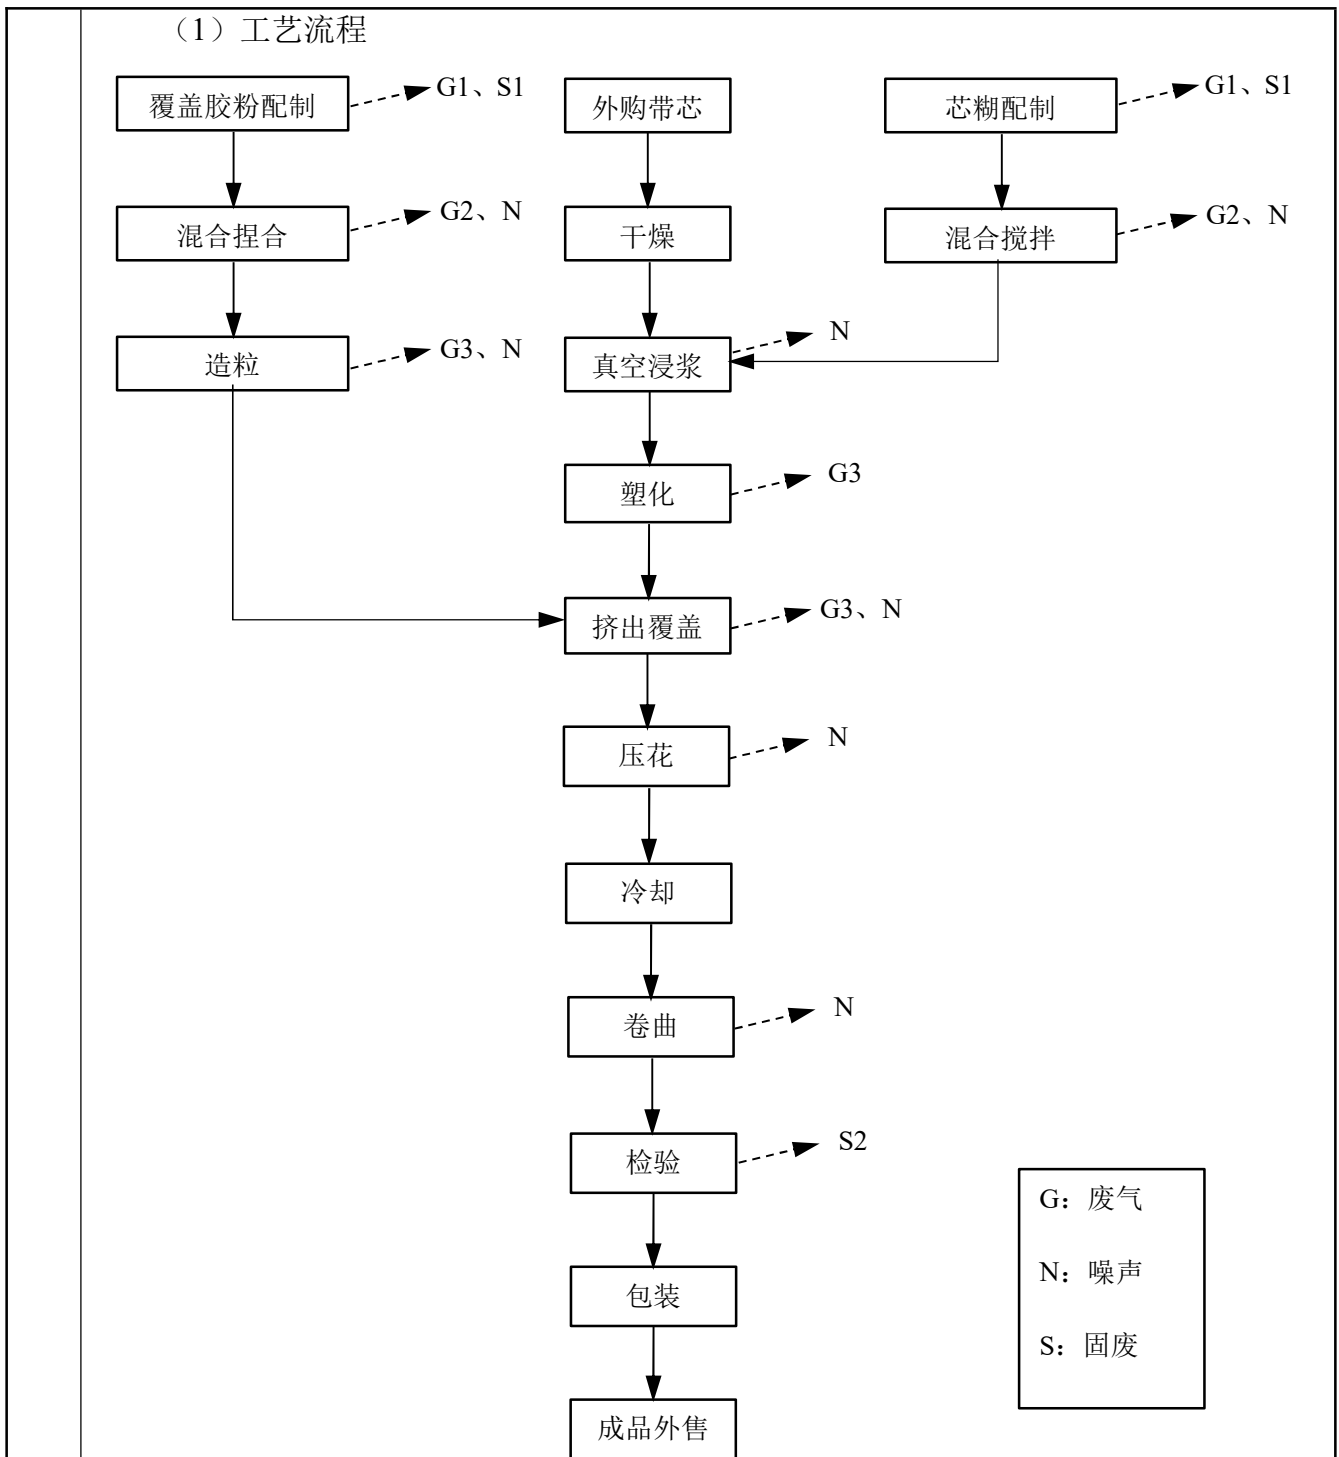 （1）工艺流程
覆盖胶粉配制
G1、S1
外购带芯
芯糊配制
G1、S1
混合捏合
G2、N
干燥
混合搅拌
G2、N
造粒
G3、N
真空浸浆
N
塑化
G3
挤出覆盖
G3、N
压花
N
冷却
卷曲
N
检验
S2
包装
成品外售
G：废气
N：噪声
S：固废